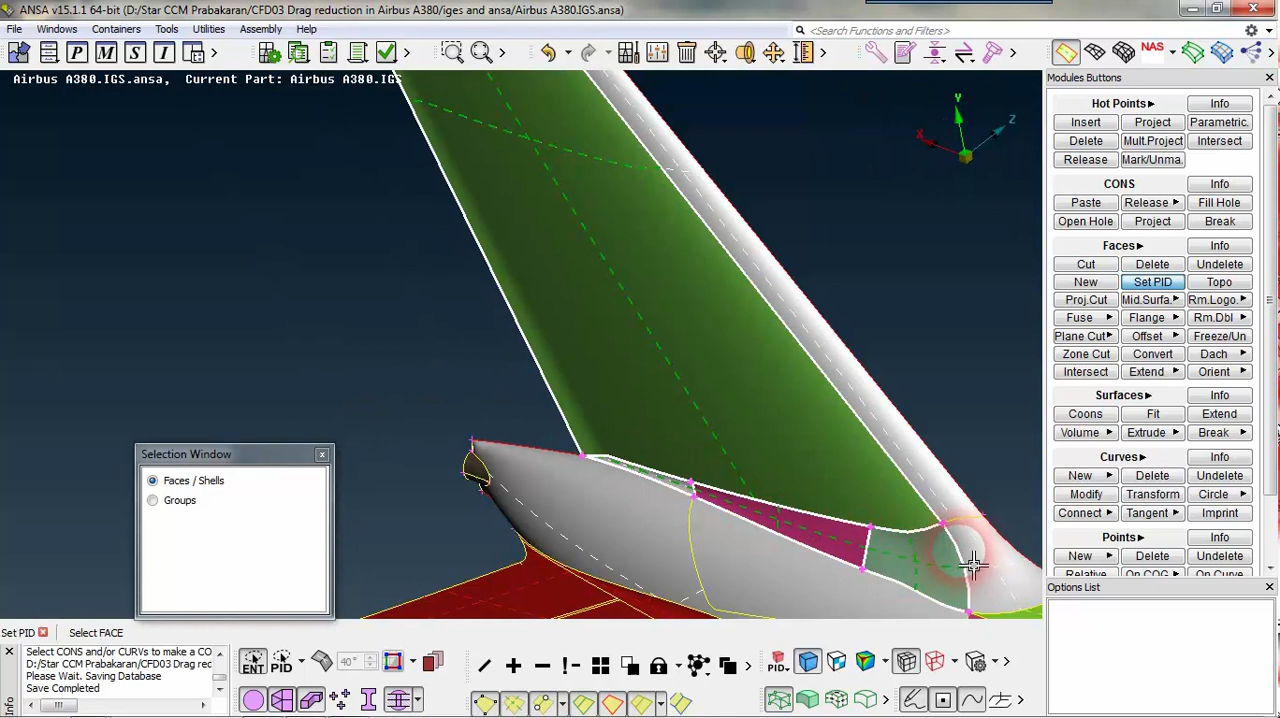 ANSA v15.1.1 64-bit (D:/Star CCM Prabakaran/CFD03 Drag reduction in Airbus A380/iges and ansa/Airbus A380.IGS.ansa)
File Windows Containers Tools Utilities Assembly Help
<Search Functions and Filters>
P M S I NAS
Airbus A380.IGS.ansa, Current Part: Airbus A380.IGS
Y
X
Z
Modules Buttons
Hot Points Info
Insert Project Parametric.
Delete Mult.Project Intersect
Release Mark/Unma.
CONS Info
Paste Release Fill Hole
Open Hole Project Break
Faces Info
Cut Delete Undelete
New Set PID Topo
Proj.Cut Mid.Surfa. Rm.Logo.
Fuse Flange Rm.Dbl
Plane Cut Offset Freeze/Un
Zone Cut Convert Dach
Intersect Extend Orient
Surfaces Info
Coons Fit Extend
Volume Extrude Break
Curves Info
New Delete Undelete
Modify Transform Circle
Connect Tangent Imprint
Points Info
New Delete Undelete
Relative On COG On Curve
Options List
Selection Window
Faces / Shells
Groups
Set PID Select FACE
Info
Select CONS and/or CURVs to make a CO
D:/Star CCM Prabakaran/CFD03 Drag rec
Please Wait. Saving Database
Save Completed
ENT PID 40° PID